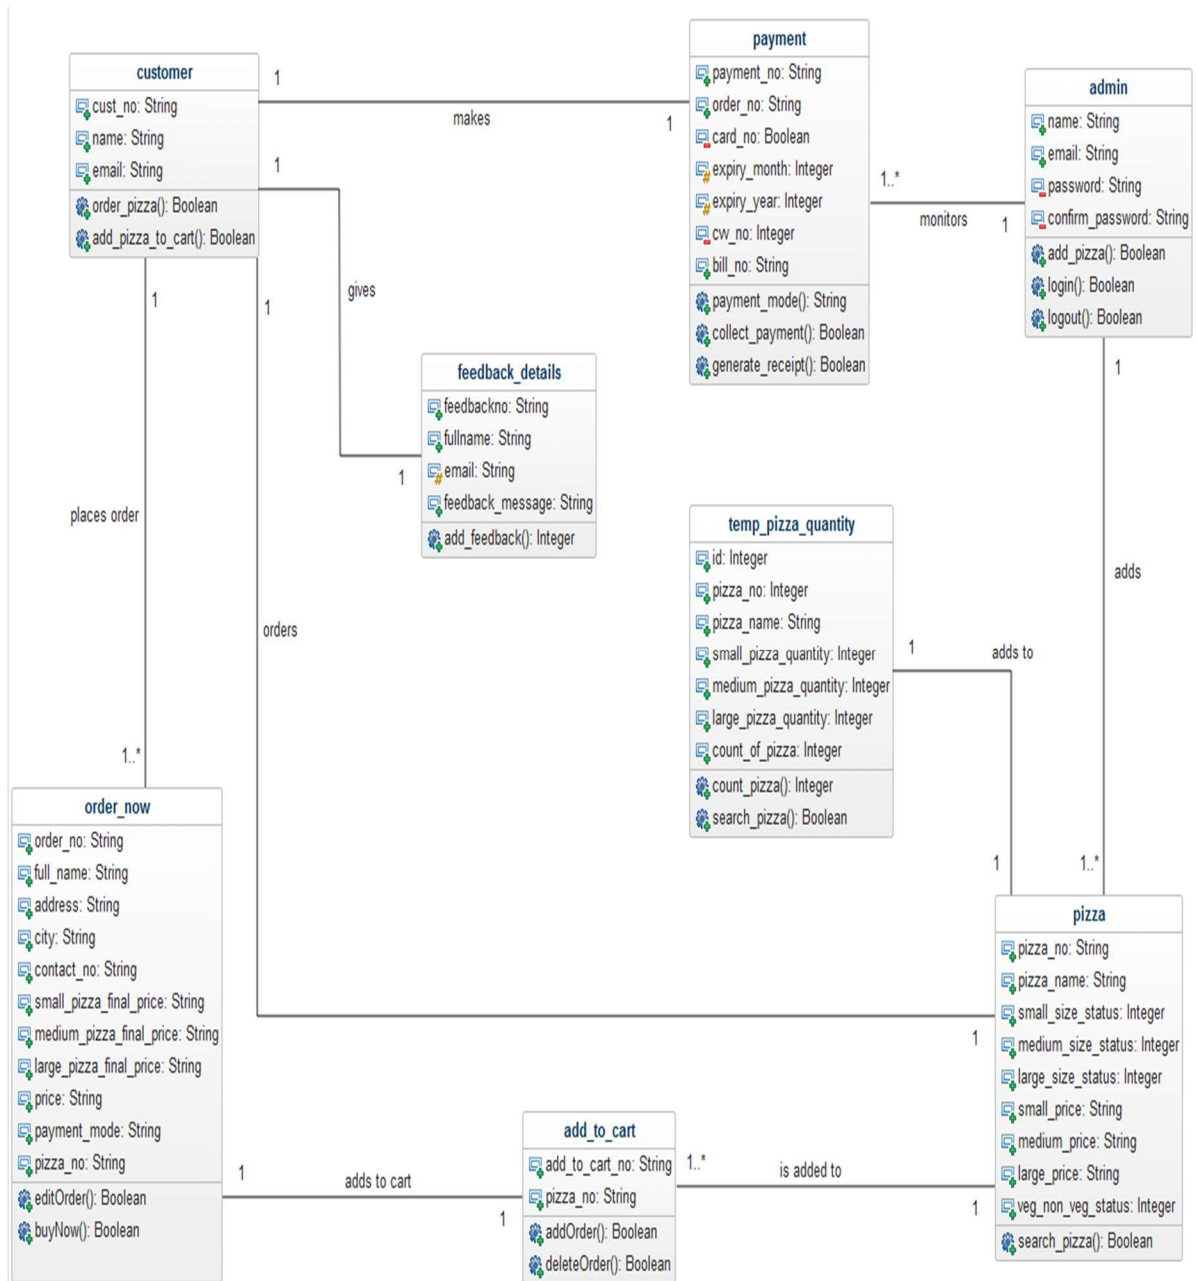 customer
cust_no: String
name: String
email: String
order_pizza(): Boolean
add_pizza_to_cart(): Boolean
1
makes
1
payment
payment_no: String
order_no: String
card_no: Boolean
expiry_month: Integer
expiry_year: Integer
cvv_no: Integer
bill_no: String
payment_mode(): String
collect_payment(): Boolean
generate_receipt(): Boolean
1..*
monitors
1
admin
name: String
email: String
password: String
confirm_password: String
add_pizza(): Boolean
login(): Boolean
logout(): Boolean
1
gives
1
feedback_details
feedbackno: String
fullname: String
email: String
feedback_message: String
add_feedback(): Integer
1
places order
1..*
1
orders
1
1
adds
1..*
temp_pizza_quantity
id: Integer
pizza_no: Integer
pizza_name: String
small_pizza_quantity: Integer
medium_pizza_quantity: Integer
large_pizza_quantity: Integer
count_of_pizza: Integer
count_pizza(): Integer
search_pizza(): Boolean
1
adds to
1
order_now
order_no: String
full_name: String
address: String
city: String
contact_no: String
small_pizza_final_price: String
medium_pizza_final_price: String
large_pizza_final_price: String
price: String
payment_mode: String
pizza_no: String
editOrder(): Boolean
buyNow(): Boolean
1
adds to cart
1
add_to_cart
add_to_cart_no: String
pizza_no: String
addOrder(): Boolean
deleteOrder(): Boolean
1..*
is added to
1
pizza
pizza_no: String
pizza_name: String
small_size_status: Integer
medium_size_status: Integer
large_size_status: Integer
small_price: String
medium_price: String
large_price: String
veg_non_veg_status: Integer
search_pizza(): Boolean